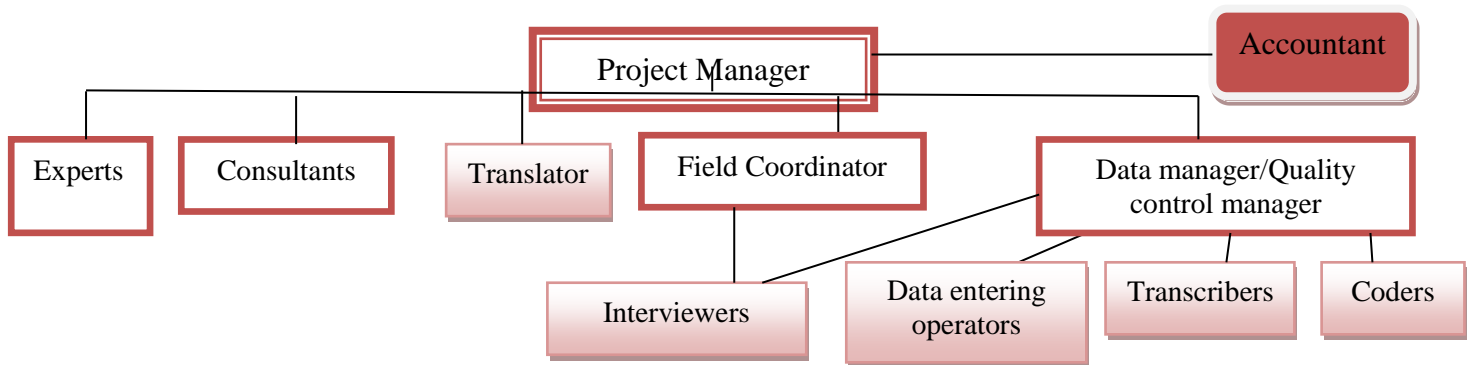 Project Manager
Accountant
Experts
Consultants
Translator
Field Coordinator
Data manager/Quality
control manager
Interviewers
Data entering
operators
Transcribers
Coders